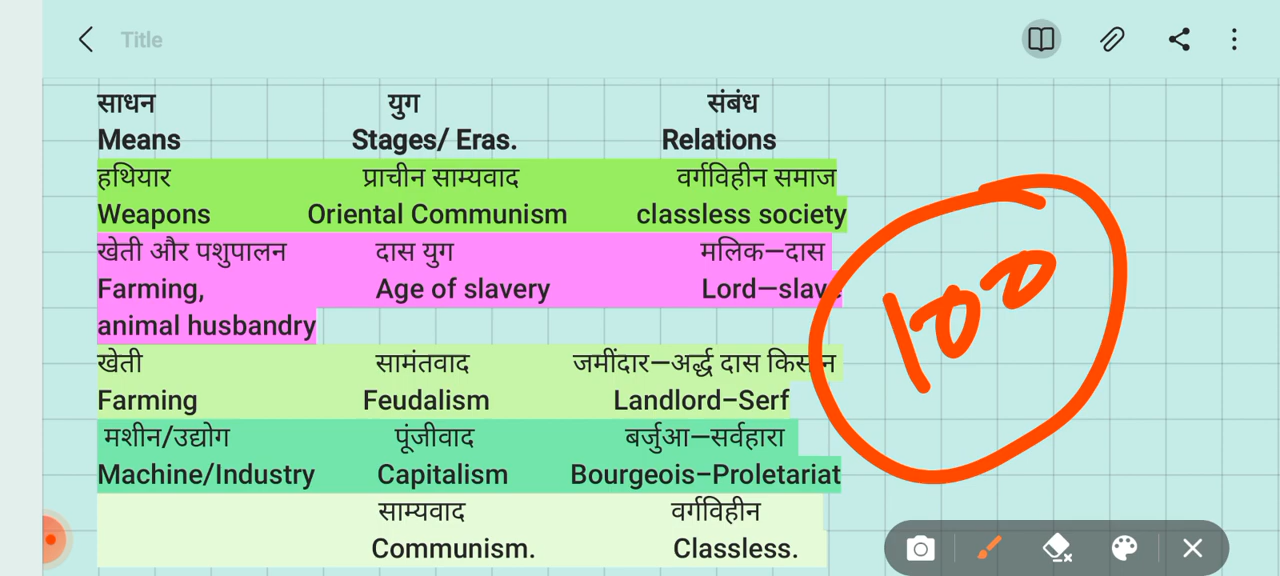 Title
साधन युग संबंध
Means Stages/ Eras. Relations
हथियार प्राचीन साम्यवाद वर्गविहीन समाज
Weapons Oriental Communism classless society
खेती और पशुपालन दास युग मलिक–दास
Farming, Age of slavery Lord–slave
animal husbandry
खेती सामंतवाद जमींदार–अर्द्ध दास किसान
Farming Feudalism Landlord–Serf
मशीन/उद्योग पूंजीवाद बर्जुआ–सर्वहारा
Machine/Industry Capitalism Bourgeois–Proletariat
साम्यवाद वर्गविहीन
Communism. Classless.
100